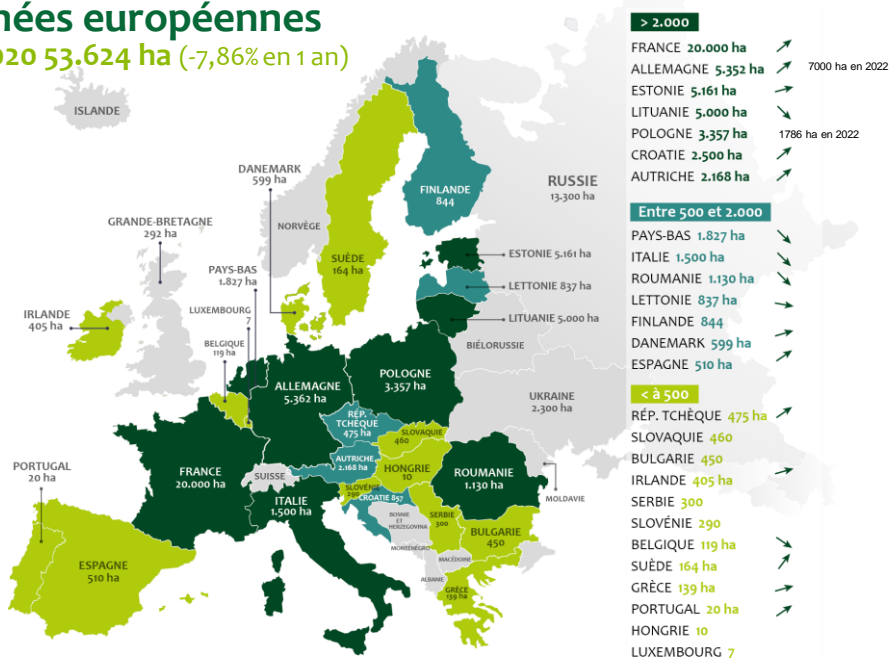 nées européennes
020 53.624 ha (-7,86% en 1 an)
ISLANDE
DANEMARK
599 ha
GRANDE-BRETAGNE
292 ha
NORVÈGE
FINLANDE
844
RUSSIE
13.300 ha
SUÈDE
164 ha
PAYS-BAS
1.827 ha
ESTONIE 5.161 ha
LETTONIE 837 ha
LITUANIE 5.000 ha
IRLANDE
405 ha
LUXEMBOURG
7
BELGIQUE
119 ha
BIÉLORUSSIE
ALLEMAGNE
5.362 ha
POLOGNE
3.357 ha
UKRAINE
2.300 ha
RÉP.
TCHÈQUE
475 ha
SLOVAQUIE
460
AUTRICHE
2.168 ha
HONGRIE
10
ROUMANIE
1.130 ha
MOLDAVIE
PORTUGAL
20 ha
FRANCE
20.000 ha
SUISSE
SLOVÉNIE
290
CROATIE 857
ITALIE
1.500 ha
BOSNIE
ET
HERZEGOVINA
SERBIE
300
MONTENEGRO
BULGARIE
450
MACÉDOINE
ALBANIE
GRÈCE
139 ha
ESPAGNE
510 ha
> 2.000
FRANCE 20.000 ha
ALLEMAGNE 5.352 ha 7000 ha en 2022
ESTONIE 5.161 ha
LITUANIE 5.000 ha
POLOGNE 3.357 ha 1786 ha en 2022
CROATIE 2.500 ha
AUTRICHE 2.168 ha
Entre 500 et 2.000
PAYS-BAS 1.827 ha
ITALIE 1.500 ha
ROUMANIE 1.130 ha
LETTONIE 837 ha
FINLANDE 844
DANEMARK 599 ha
ESPAGNE 510 ha
< à 500
RÉP. TCHÈQUE 475 ha
SLOVAQUIE 460
BULGARIE 450
IRLANDE 405 ha
SERBIE 300
SLOVÉNIE 290
BELGIQUE 119 ha
SUÈDE 164 ha
GRÈCE 139 ha
PORTUGAL 20 ha
HONGRIE 10
LUXEMBOURG 7